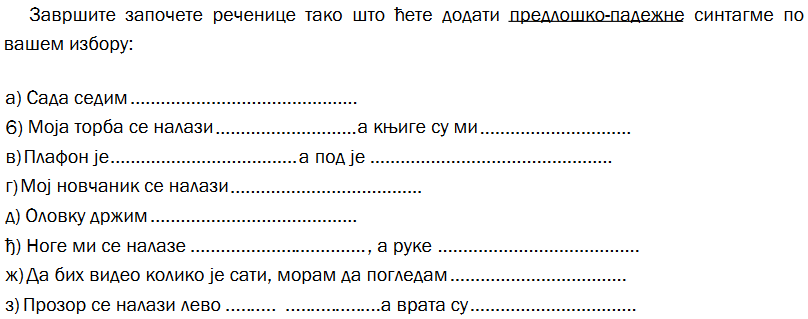 Завршите започете реченице тако што ћете додати предлошко-падежне синтагме по
вашем избору:
а) Сада седим.............................................
б) Моја торба се налази............................а књиге су ми..............................
в) Плафон је.....................................а под је ................................................
г) Мој новчаник се налази......................................
д) Оловку држим.........................................
ђ) Ноге ми се налазе ..................................., а руке ........................................
ж) Да бих видео колико је сати, морам да погледам...................................
з) Прозор се налази лево .......... ...................а врата су.................................